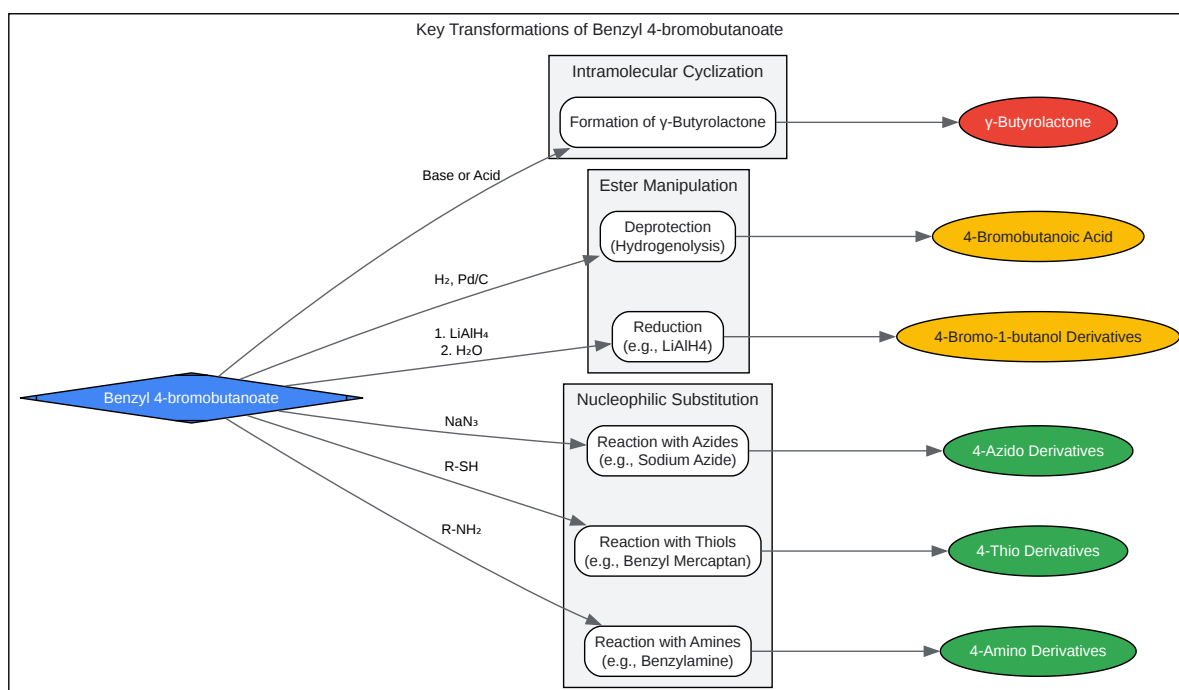 Key Transformations of Benzyl 4-bromobutanoate
Intramolecular Cyclization
Formation of γ-Butyrolactone
γ-Butyrolactone
Base or Acid
Ester Manipulation
Deprotection
(Hydrogenolysis)
4-Bromobutanoic Acid
H₂, Pd/C
1. LiAlH₄
2. H₂O
Reduction
(e.g., LiAlH4)
4-Bromo-1-butanol Derivatives
Benzyl 4-bromobutanoate
Nucleophilic Substitution
NaN₃
Reaction with Azides
(e.g., Sodium Azide)
4-Azido Derivatives
R-SH
Reaction with Thiols
(e.g., Benzyl Mercaptan)
4-Thio Derivatives
R-NH₂
Reaction with Amines
(e.g., Benzylamine)
4-Amino Derivatives